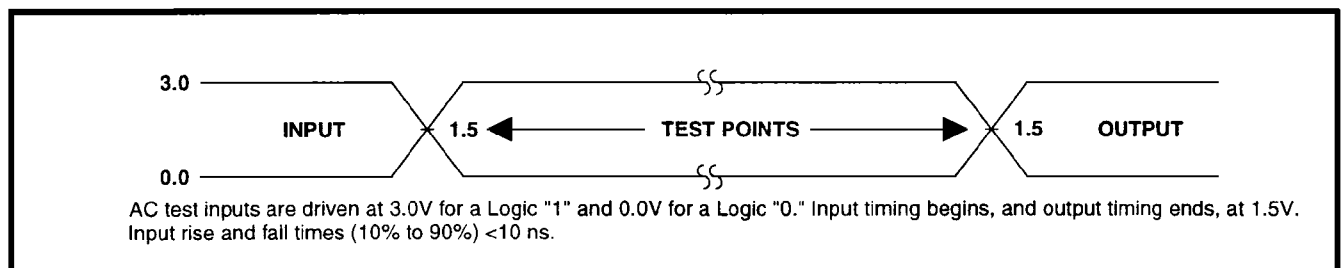 3.0
INPUT 1.5 TEST POINTS 1.5 OUTPUT
0.0
AC test inputs are driven at 3.0V for a Logic "1" and 0.0V for a Logic "0." Input timing begins, and output timing ends, at 1.5V.
Input rise and fall times (10% to 90%) <10 ns.